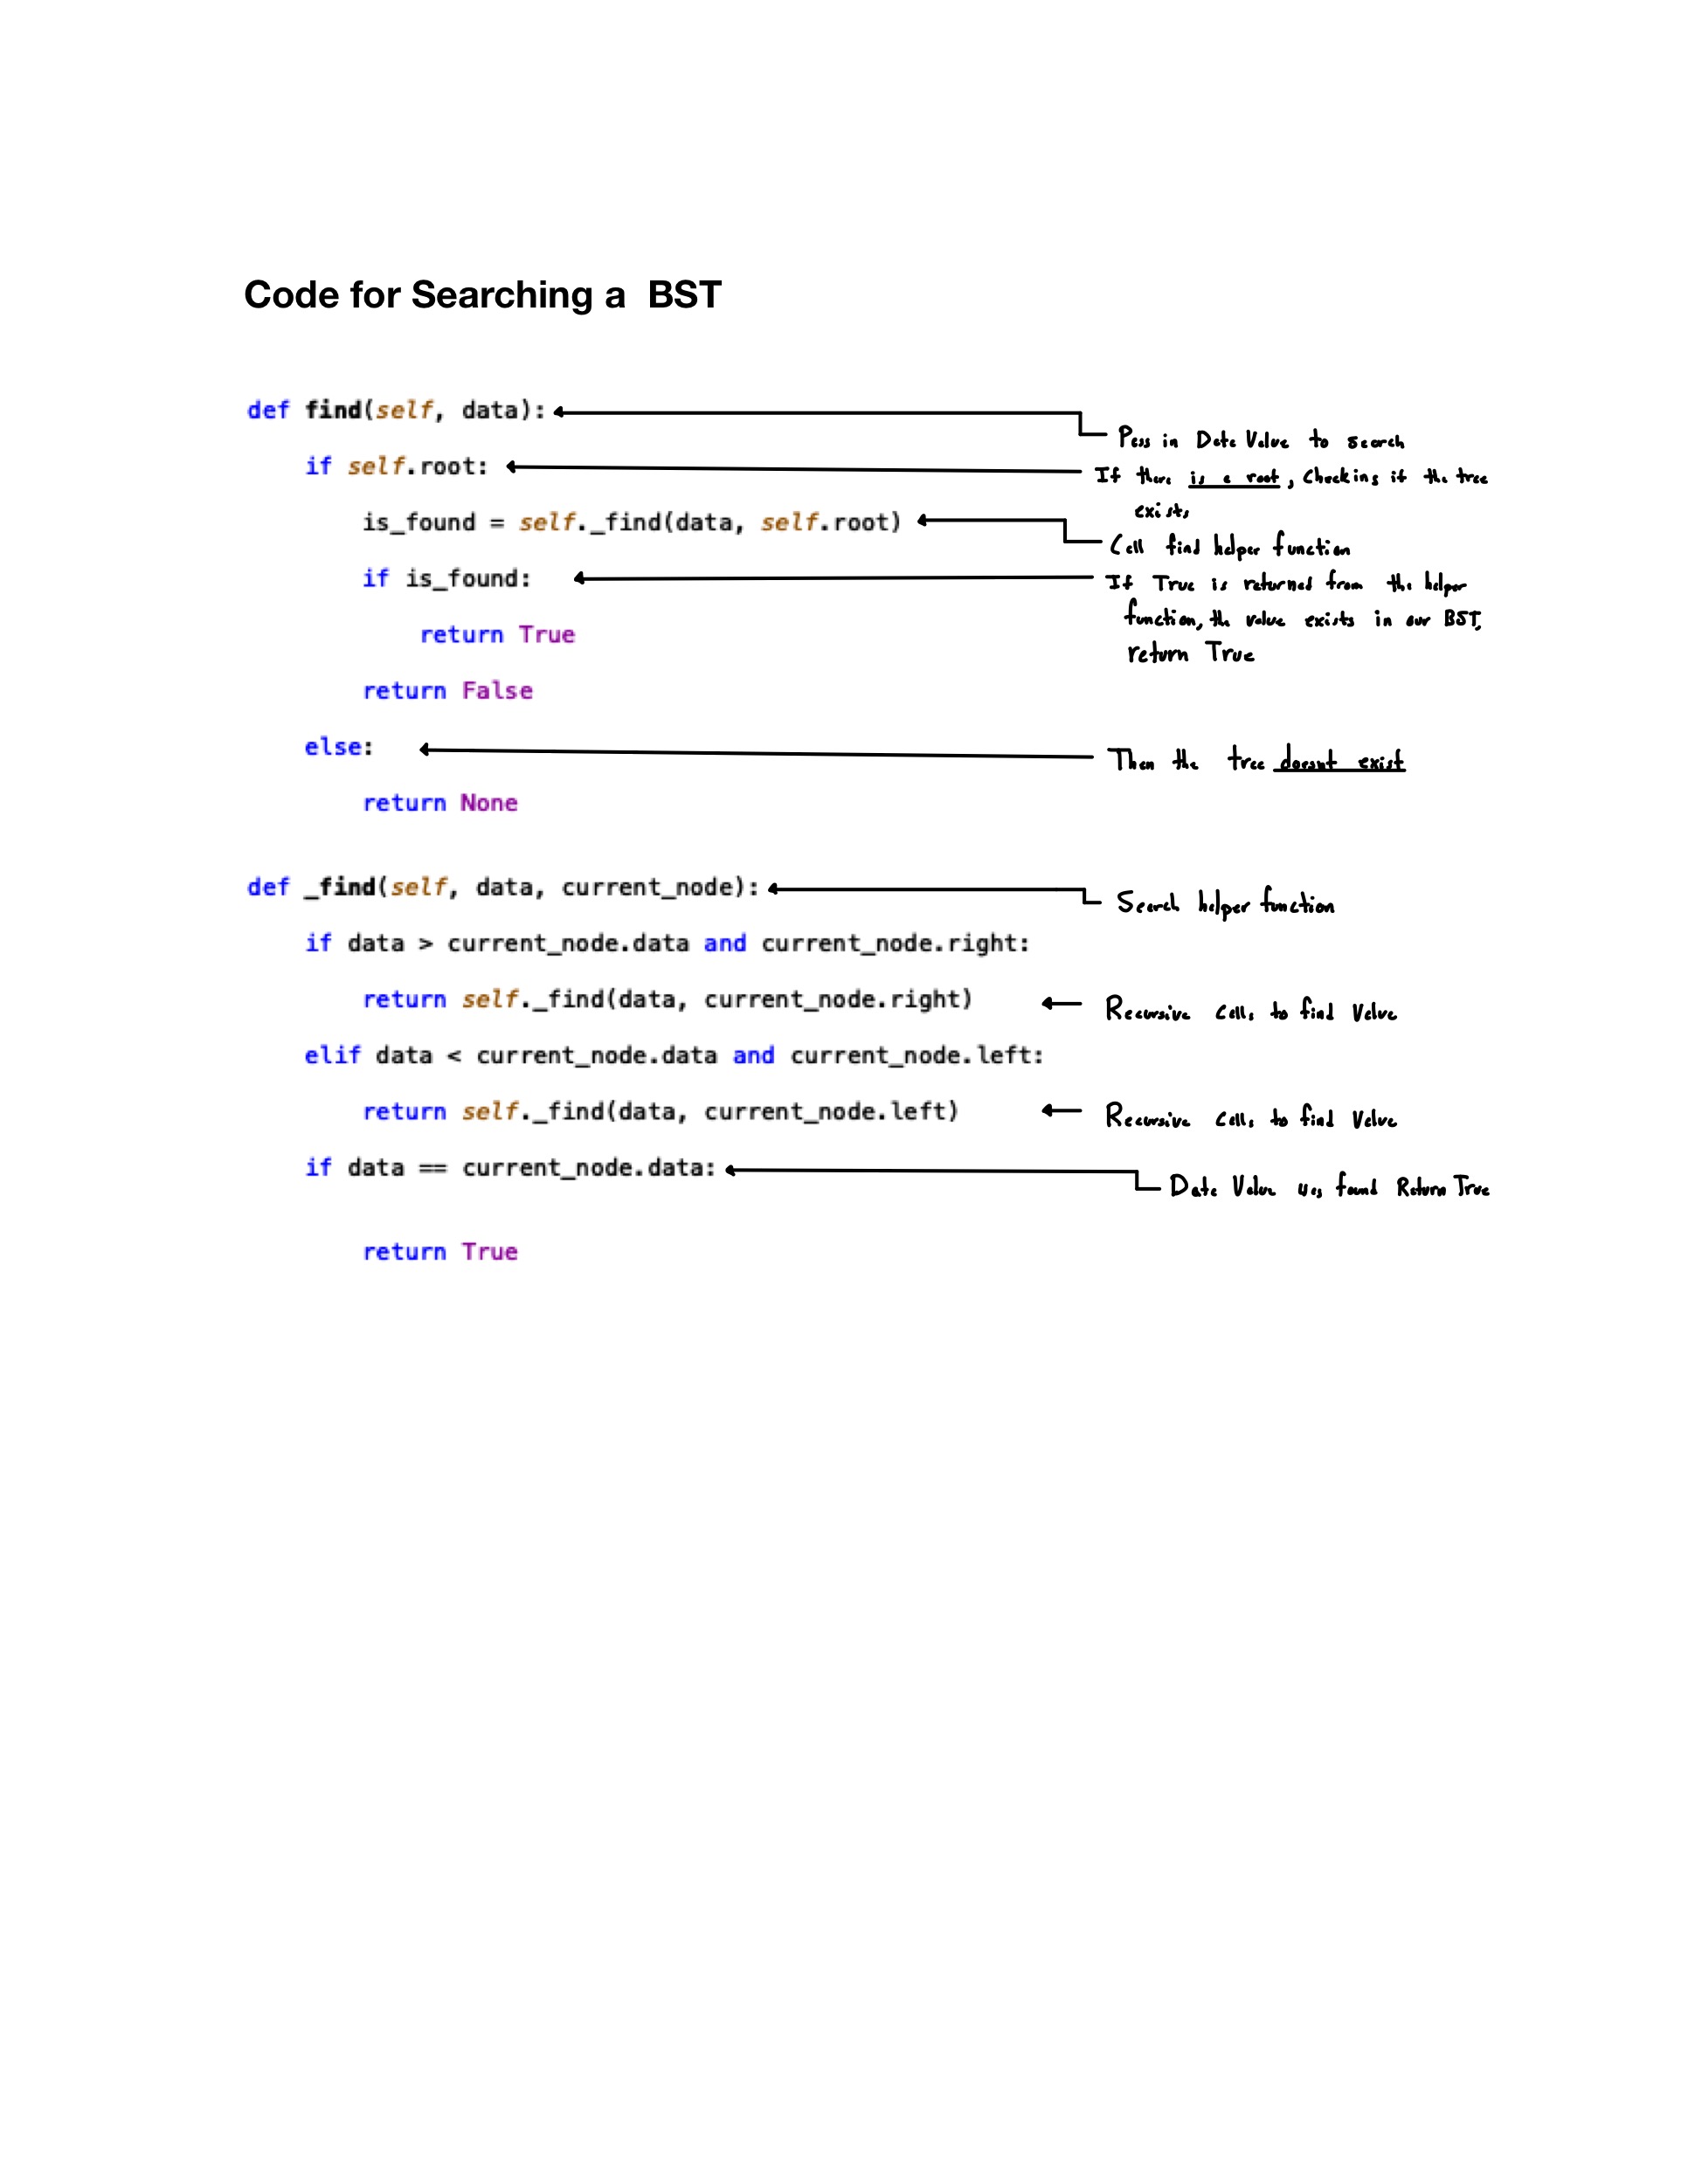 Code for Searching a BST
def find(self, data):
Pass in Data Value to search
if self.root:
If there is a root, Checking if the tree
exists
is_found = self._find(data, self.root)
Call find helper function
if is_found:
If True is returned from the helper
function, the value exists in our BST,
return True
return True
return False
else:
Then the tree doesnt exist
return None
def _find(self, data, current_node):
Search helper function
if data > current_node.data and current_node.right:
return self._find(data, current_node.right)
Recursive calls to find Value
elif data < current_node.data and current_node.left:
return self._find(data, current_node.left)
Recursive calls to find Value
if data == current_node.data:
Data Value was found Return True
return True